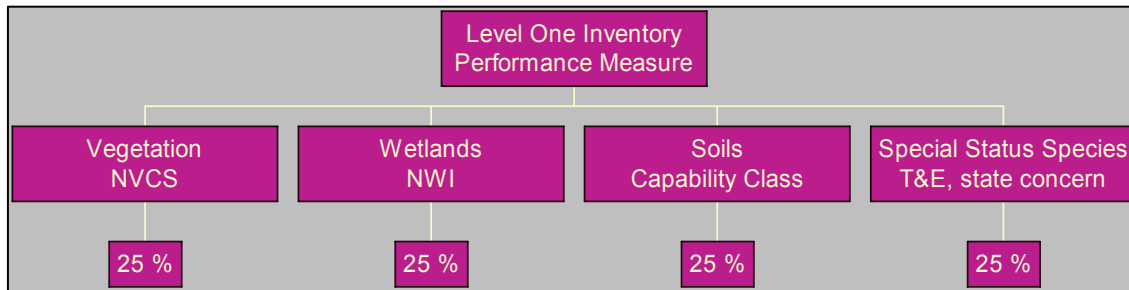 Level One Inventory
Performance Measure
Vegetation
NVCS
Wetlands
NWI
Soils
Capability Class
Special Status Species
T&E, state concern
25 %
25 %
25 %
25 %